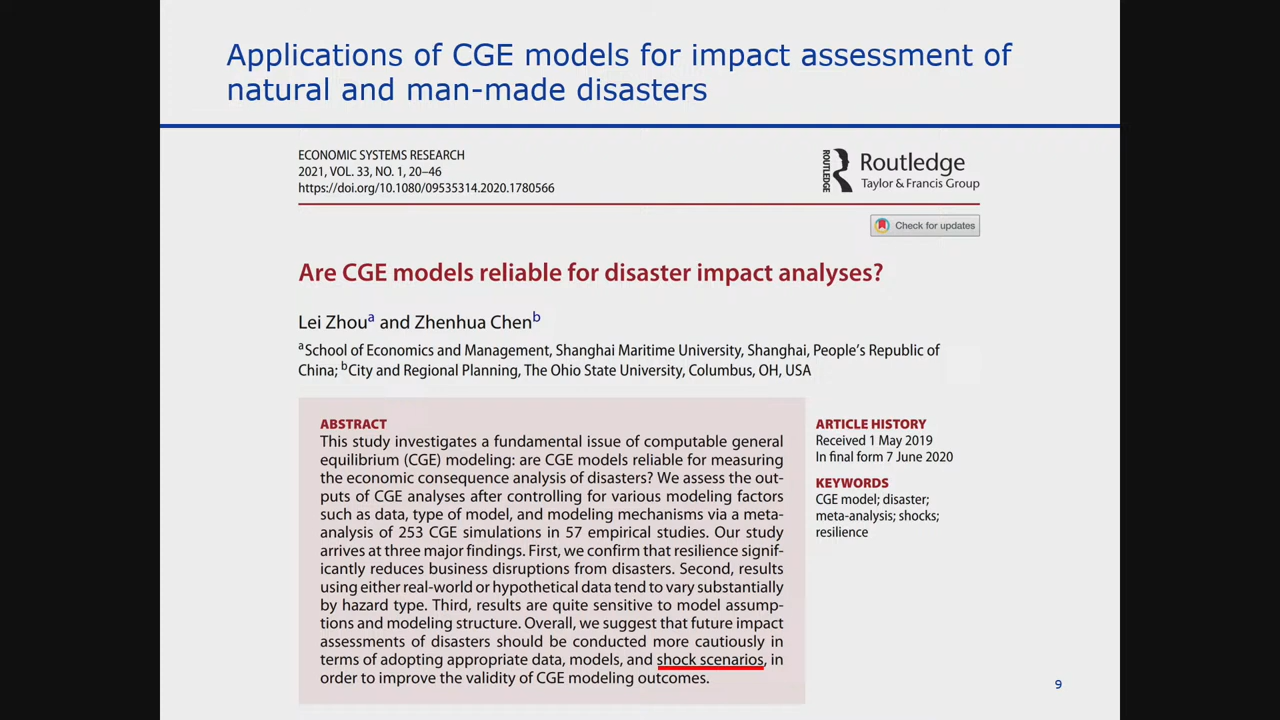 Applications of CGE models for impact assessment of
natural and man-made disasters
ECONOMIC SYSTEMS RESEARCH
2021, VOL. 33, NO. 1, 20–46
https://doi.org/10.1080/09535314.2020.1780566
ROUTLEDGE
Routledge
Taylor & Francis Group
Check for updates
Are CGE models reliable for disaster impact analyses?
Lei Zhouᵃ and Zhenhua Chenᵇ
ᵃSchool of Economics and Management, Shanghai Maritime University, Shanghai, People's Republic of
China; ᵇCity and Regional Planning, The Ohio State University, Columbus, OH, USA
ABSTRACT
This study investigates a fundamental issue of computable general
equilibrium (CGE) modeling: are CGE models reliable for measuring
the economic consequence analysis of disasters? We assess the out-
puts of CGE analyses after controlling for various modeling factors
such as data, type of model, and modeling mechanisms via a meta-
analysis of 253 CGE simulations in 57 empirical studies. Our study
arrives at three major findings. First, we confirm that resilience signif-
icantly reduces business disruptions from disasters. Second, results
using either real-world or hypothetical data tend to vary substantially
by hazard type. Third, results are quite sensitive to model assump-
tions and modeling structure. Overall, we suggest that future impact
assessments of disasters should be conducted more cautiously in
terms of adopting appropriate data, models, and shock scenarios, in
order to improve the validity of CGE modeling outcomes.
ARTICLE HISTORY
Received 1 May 2019
In final form 7 June 2020
KEYWORDS
CGE model; disaster;
meta-analysis; shocks;
resilience
9